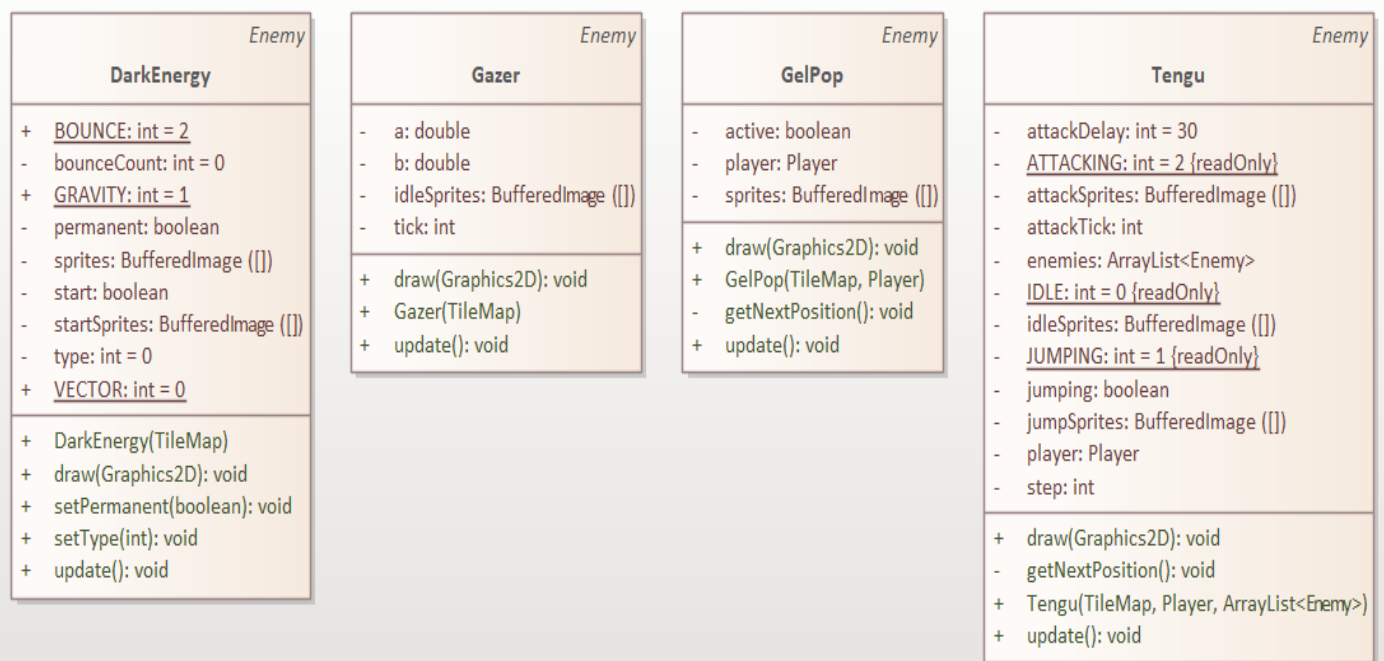 Enemy
DarkEnergy
+ BOUNCE: int = 2
- bounceCount: int = 0
+ GRAVITY: int = 1
- permanent: boolean
- sprites: BufferedImage ([])
- start: boolean
- startSprites: BufferedImage ([])
- type: int = 0
+ VECTOR: int = 0
+ DarkEnergy(TileMap)
+ draw(Graphics2D): void
+ setPermanent(boolean): void
+ setType(int): void
+ update(): void
Enemy
Gazer
- a: double
- b: double
- idleSprites: BufferedImage ([])
- tick: int
+ draw(Graphics2D): void
+ Gazer(TileMap)
+ update(): void
Enemy
GelPop
- active: boolean
- player: Player
- sprites: BufferedImage ([])
+ draw(Graphics2D): void
+ GelPop(TileMap, Player)
- getNextPosition(): void
+ update(): void
Enemy
Tengu
- attackDelay: int = 30
- ATTACKING: int = 2 {readOnly}
- attackSprites: BufferedImage ([])
- attackTick: int
- enemies: ArrayList<Enemy>
- IDLE: int = 0 {readOnly}
- idleSprites: BufferedImage ([])
- JUMPING: int = 1 {readOnly}
- jumping: boolean
- jumpSprites: BufferedImage ([])
- player: Player
- step: int
+ draw(Graphics2D): void
- getNextPosition(): void
+ Tengu(TileMap, Player, ArrayList<Enemy>)
+ update(): void